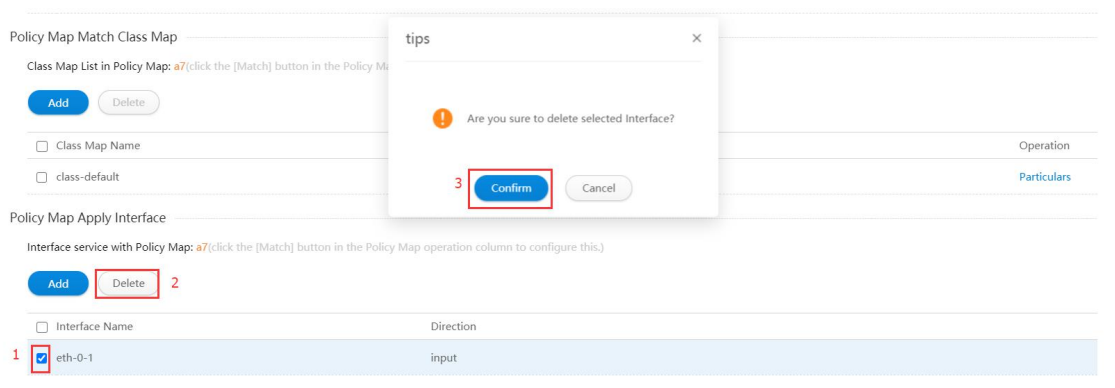 Policy Map Match Class Map
tips
×
Class Map List in Policy Map: a7(click the [Match] button in the Policy Ma
Add
Delete
Are you sure to delete selected Interface?
Class Map Name
Operation
3
Confirm
Cancel
class-default
Particulars
Policy Map Apply Interface
Interface service with Policy Map: a7(click the [Match] button in the Policy Map operation column to configure this.)
Add
Delete
2
Interface Name
Direction
1
eth-0-1
input